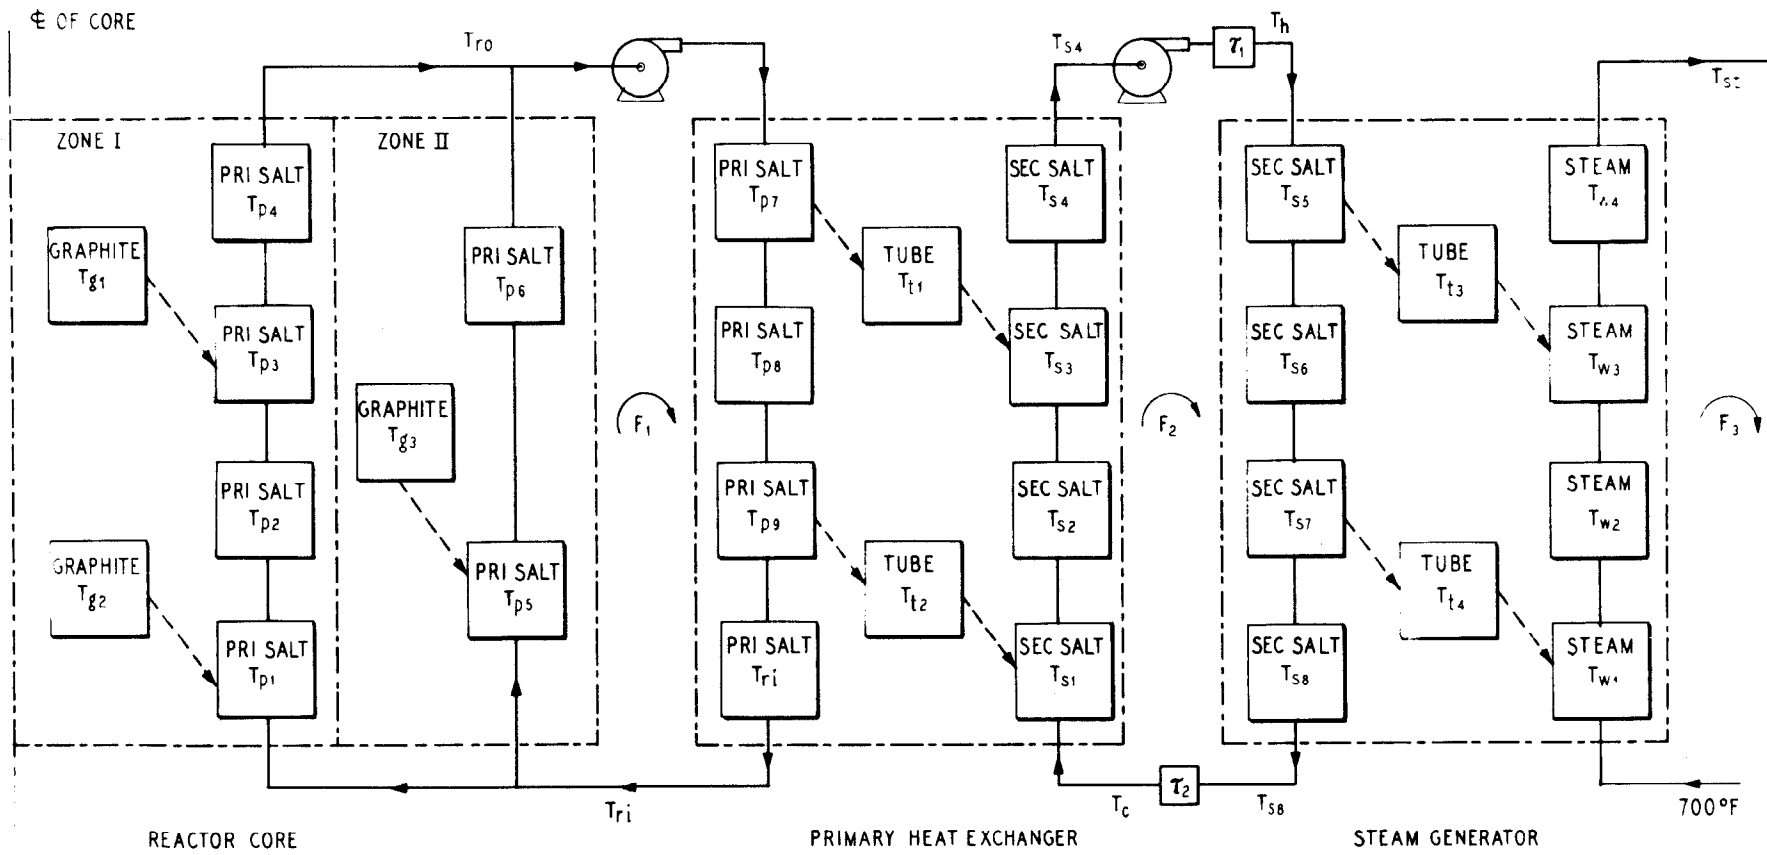 ℄ OF CORE
ZONE I
PRI SALT
Tp4
GRAPHITE
Tg1
PRI SALT
Tp3
PRI SALT
Tp2
GRAPHITE
Tg2
PRI SALT
Tp1
ZONE II
PRI SALT
Tp6
GRAPHITE
Tg3
PRI SALT
Tp5
Tro
F1
Tri
REACTOR CORE
PRI SALT
Tp7
PRI SALT
Tp8
PRI SALT
Tp9
PRI SALT
Tri
TUBE
Tt1
TUBE
Tt2
SEC SALT
Ts4
SEC SALT
Ts3
SEC SALT
Ts2
SEC SALT
Ts1
PRIMARY HEAT EXCHANGER
Ts4
τ1
Th
F2
Tc
τ2
Ts8
SEC SALT
Ts5
SEC SALT
Ts6
SEC SALT
Ts7
SEC SALT
Ts8
TUBE
Tt3
TUBE
Tt4
STEAM
STEAM
Tw3
STEAM
Tw2
STEAM
Tw1
F3
700°F
STEAM GENERATOR